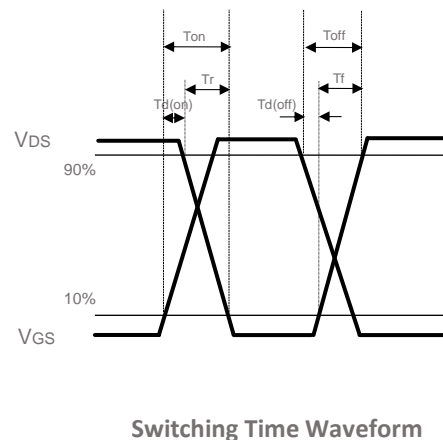 Ton
Toff
Tr
Tf
Td(on)
Td(off)
VDS
90%
10%
VGS
Switching Time Waveform